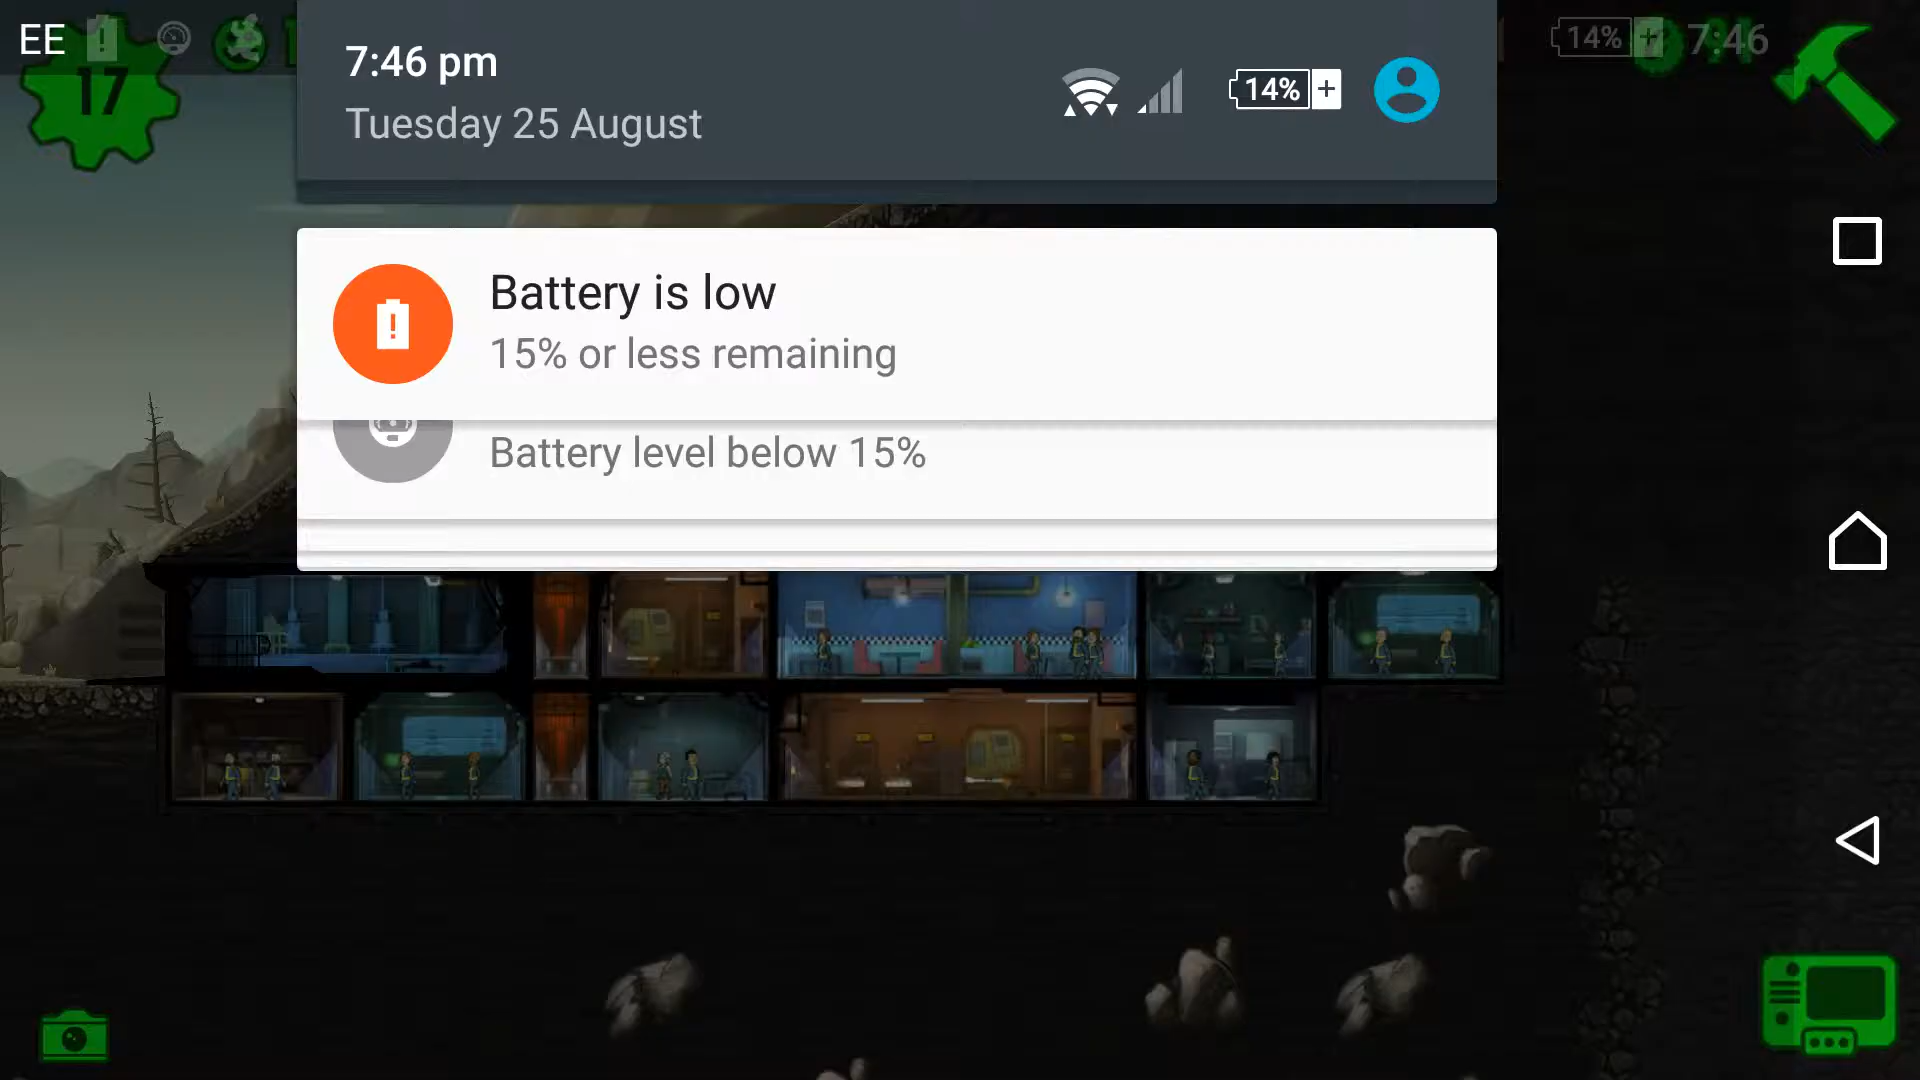 EE
14%
7:46
17
7:46 pm
Tuesday 25 August
14%
Battery is low
15% or less remaining
Battery level below 15%